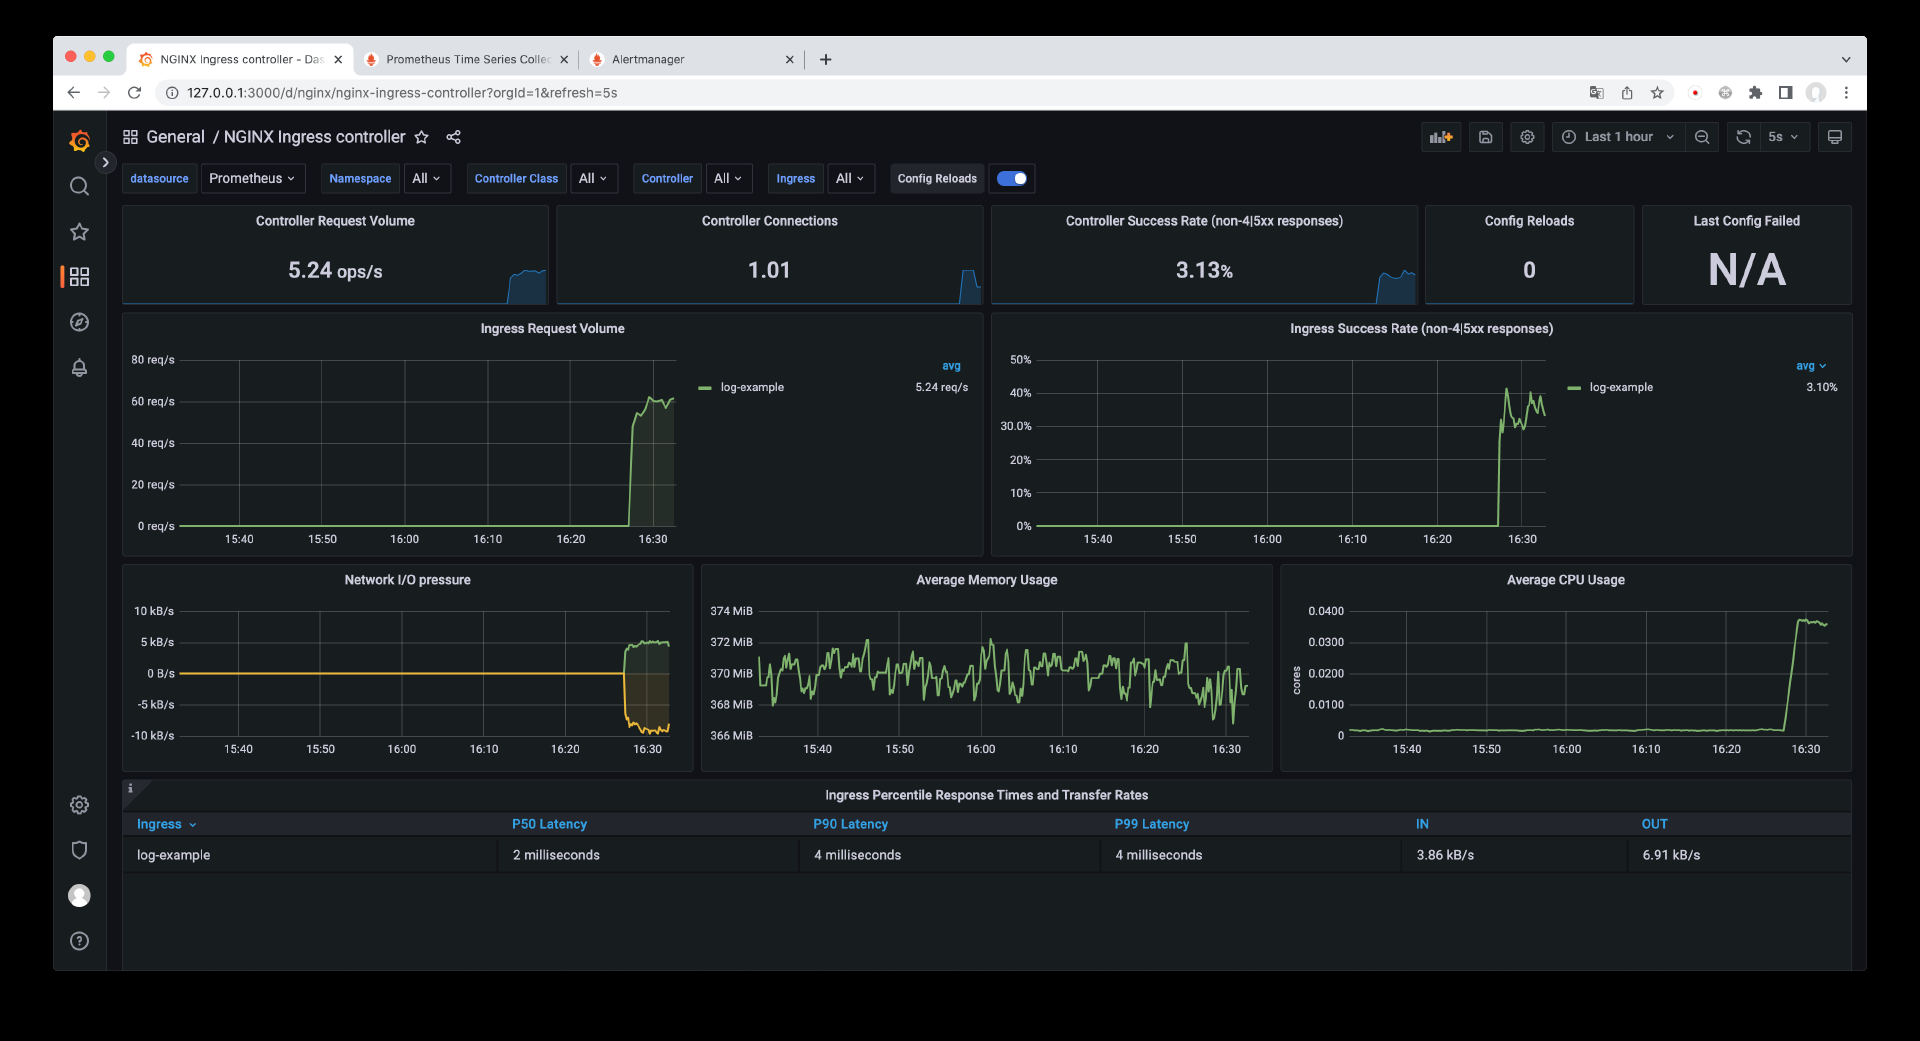 NGINX Ingress controller - Das
Prometheus Time Series Collec
Alertmanager
127.0.0.1:3000/d/nginx/nginx-ingress-controller?orgId=1&refresh=5s
General / NGINX Ingress controller
Last 1 hour
5s
datasource Prometheus Namespace All Controller Class All Controller All Ingress All Config Reloads
Controller Request Volume
5.24 ops/s
Controller Connections
1.01
Controller Success Rate (non-4|5xx responses)
3.13%
Config Reloads
0
Last Config Failed
N/A
Ingress Request Volume
80 req/s
60 req/s
40 req/s
20 req/s
0 req/s
15:40 15:50 16:00 16:10 16:20 16:30
avg
log-example 5.24 req/s
Ingress Success Rate (non-4|5xx responses)
50%
40%
30.0%
20%
10%
0%
15:40 15:50 16:00 16:10 16:20 16:30
avg
log-example 3.10%
Network I/O pressure
10 kB/s
5 kB/s
0 B/s
-5 kB/s
-10 kB/s
15:40 15:50 16:00 16:10 16:20 16:30
Average Memory Usage
374 MiB
372 MiB
370 MiB
368 MiB
366 MiB
15:40 15:50 16:00 16:10 16:20 16:30
Average CPU Usage
cores
0.0400
0.0300
0.0200
0.0100
0
15:40 15:50 16:00 16:10 16:20 16:30
i
Ingress Percentile Response Times and Transfer Rates
Ingress P50 Latency P90 Latency P99 Latency IN OUT
log-example 2 milliseconds 4 milliseconds 4 milliseconds 3.86 kB/s 6.91 kB/s